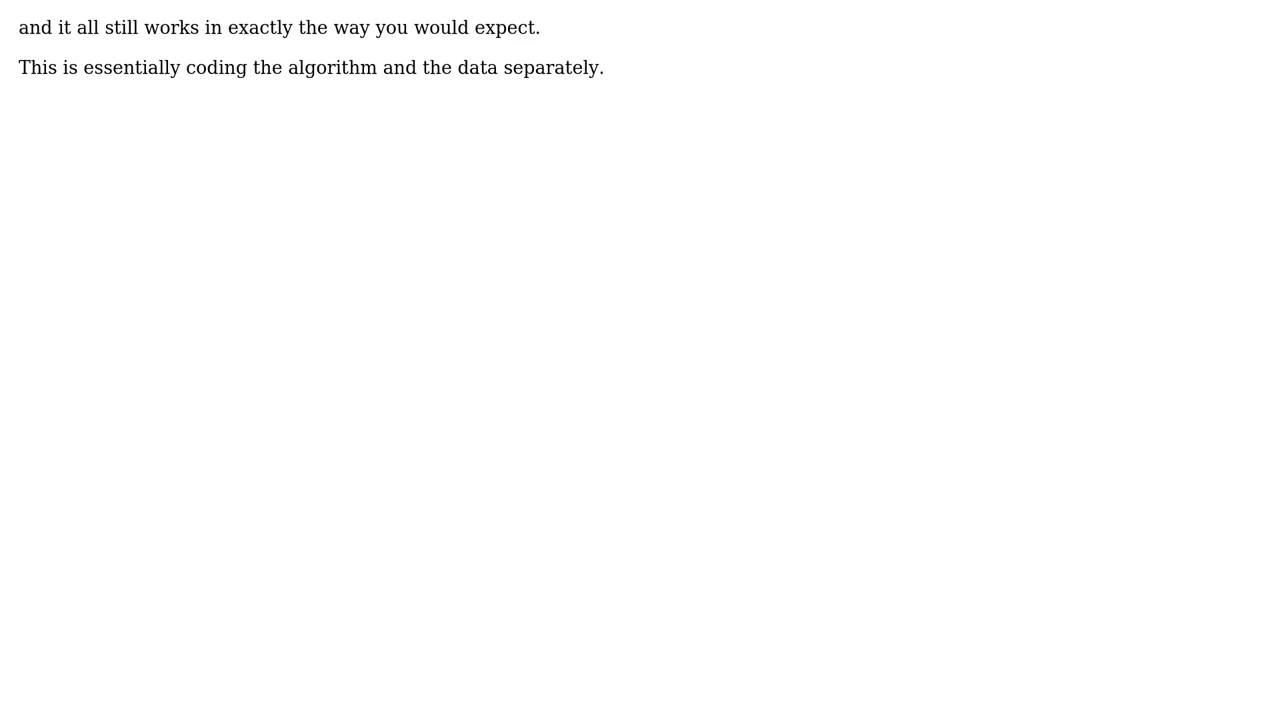 and it all still works in exactly the way you would expect.
This is essentially coding the algorithm and the data separately.